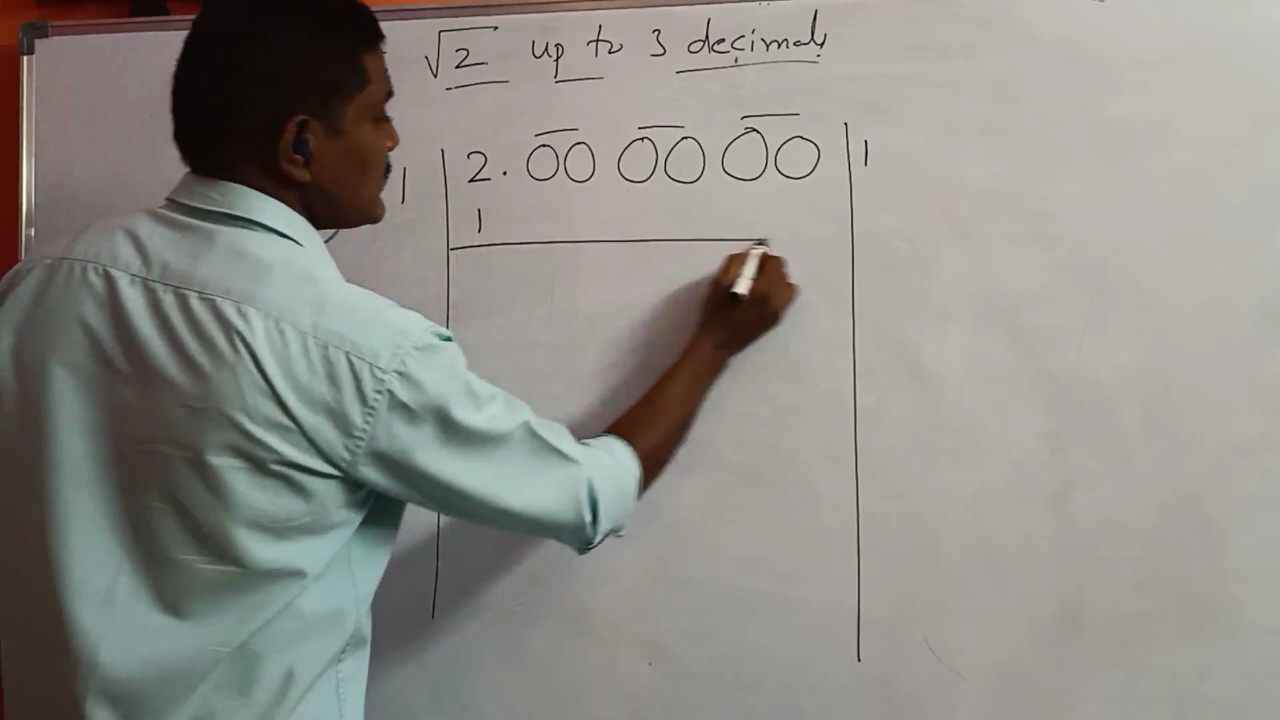 √2 up to 3 decimals
1 2.00 00 00 1
1